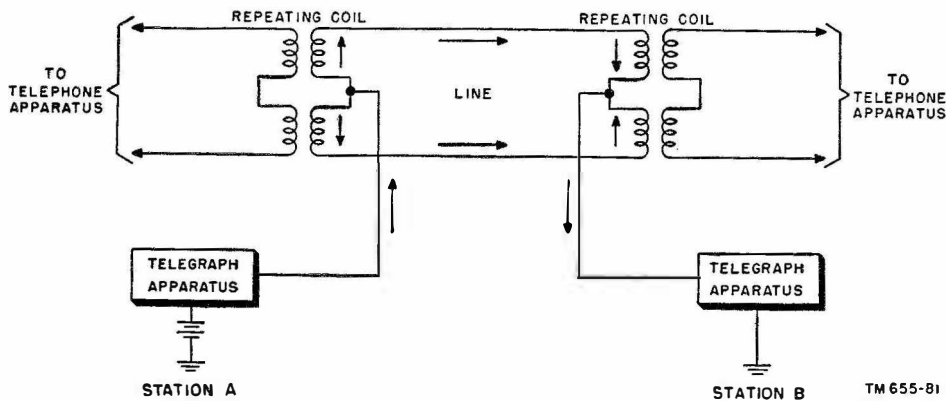 REPEATING COIL
REPEATING COIL
TO
TELEPHONE
APPARATUS
LINE
TO
TELEPHONE
APPARATUS
TELEGRAPH
APPARATUS
TELEGRAPH
APPARATUS
STATION A
STATION B
TM 655-81